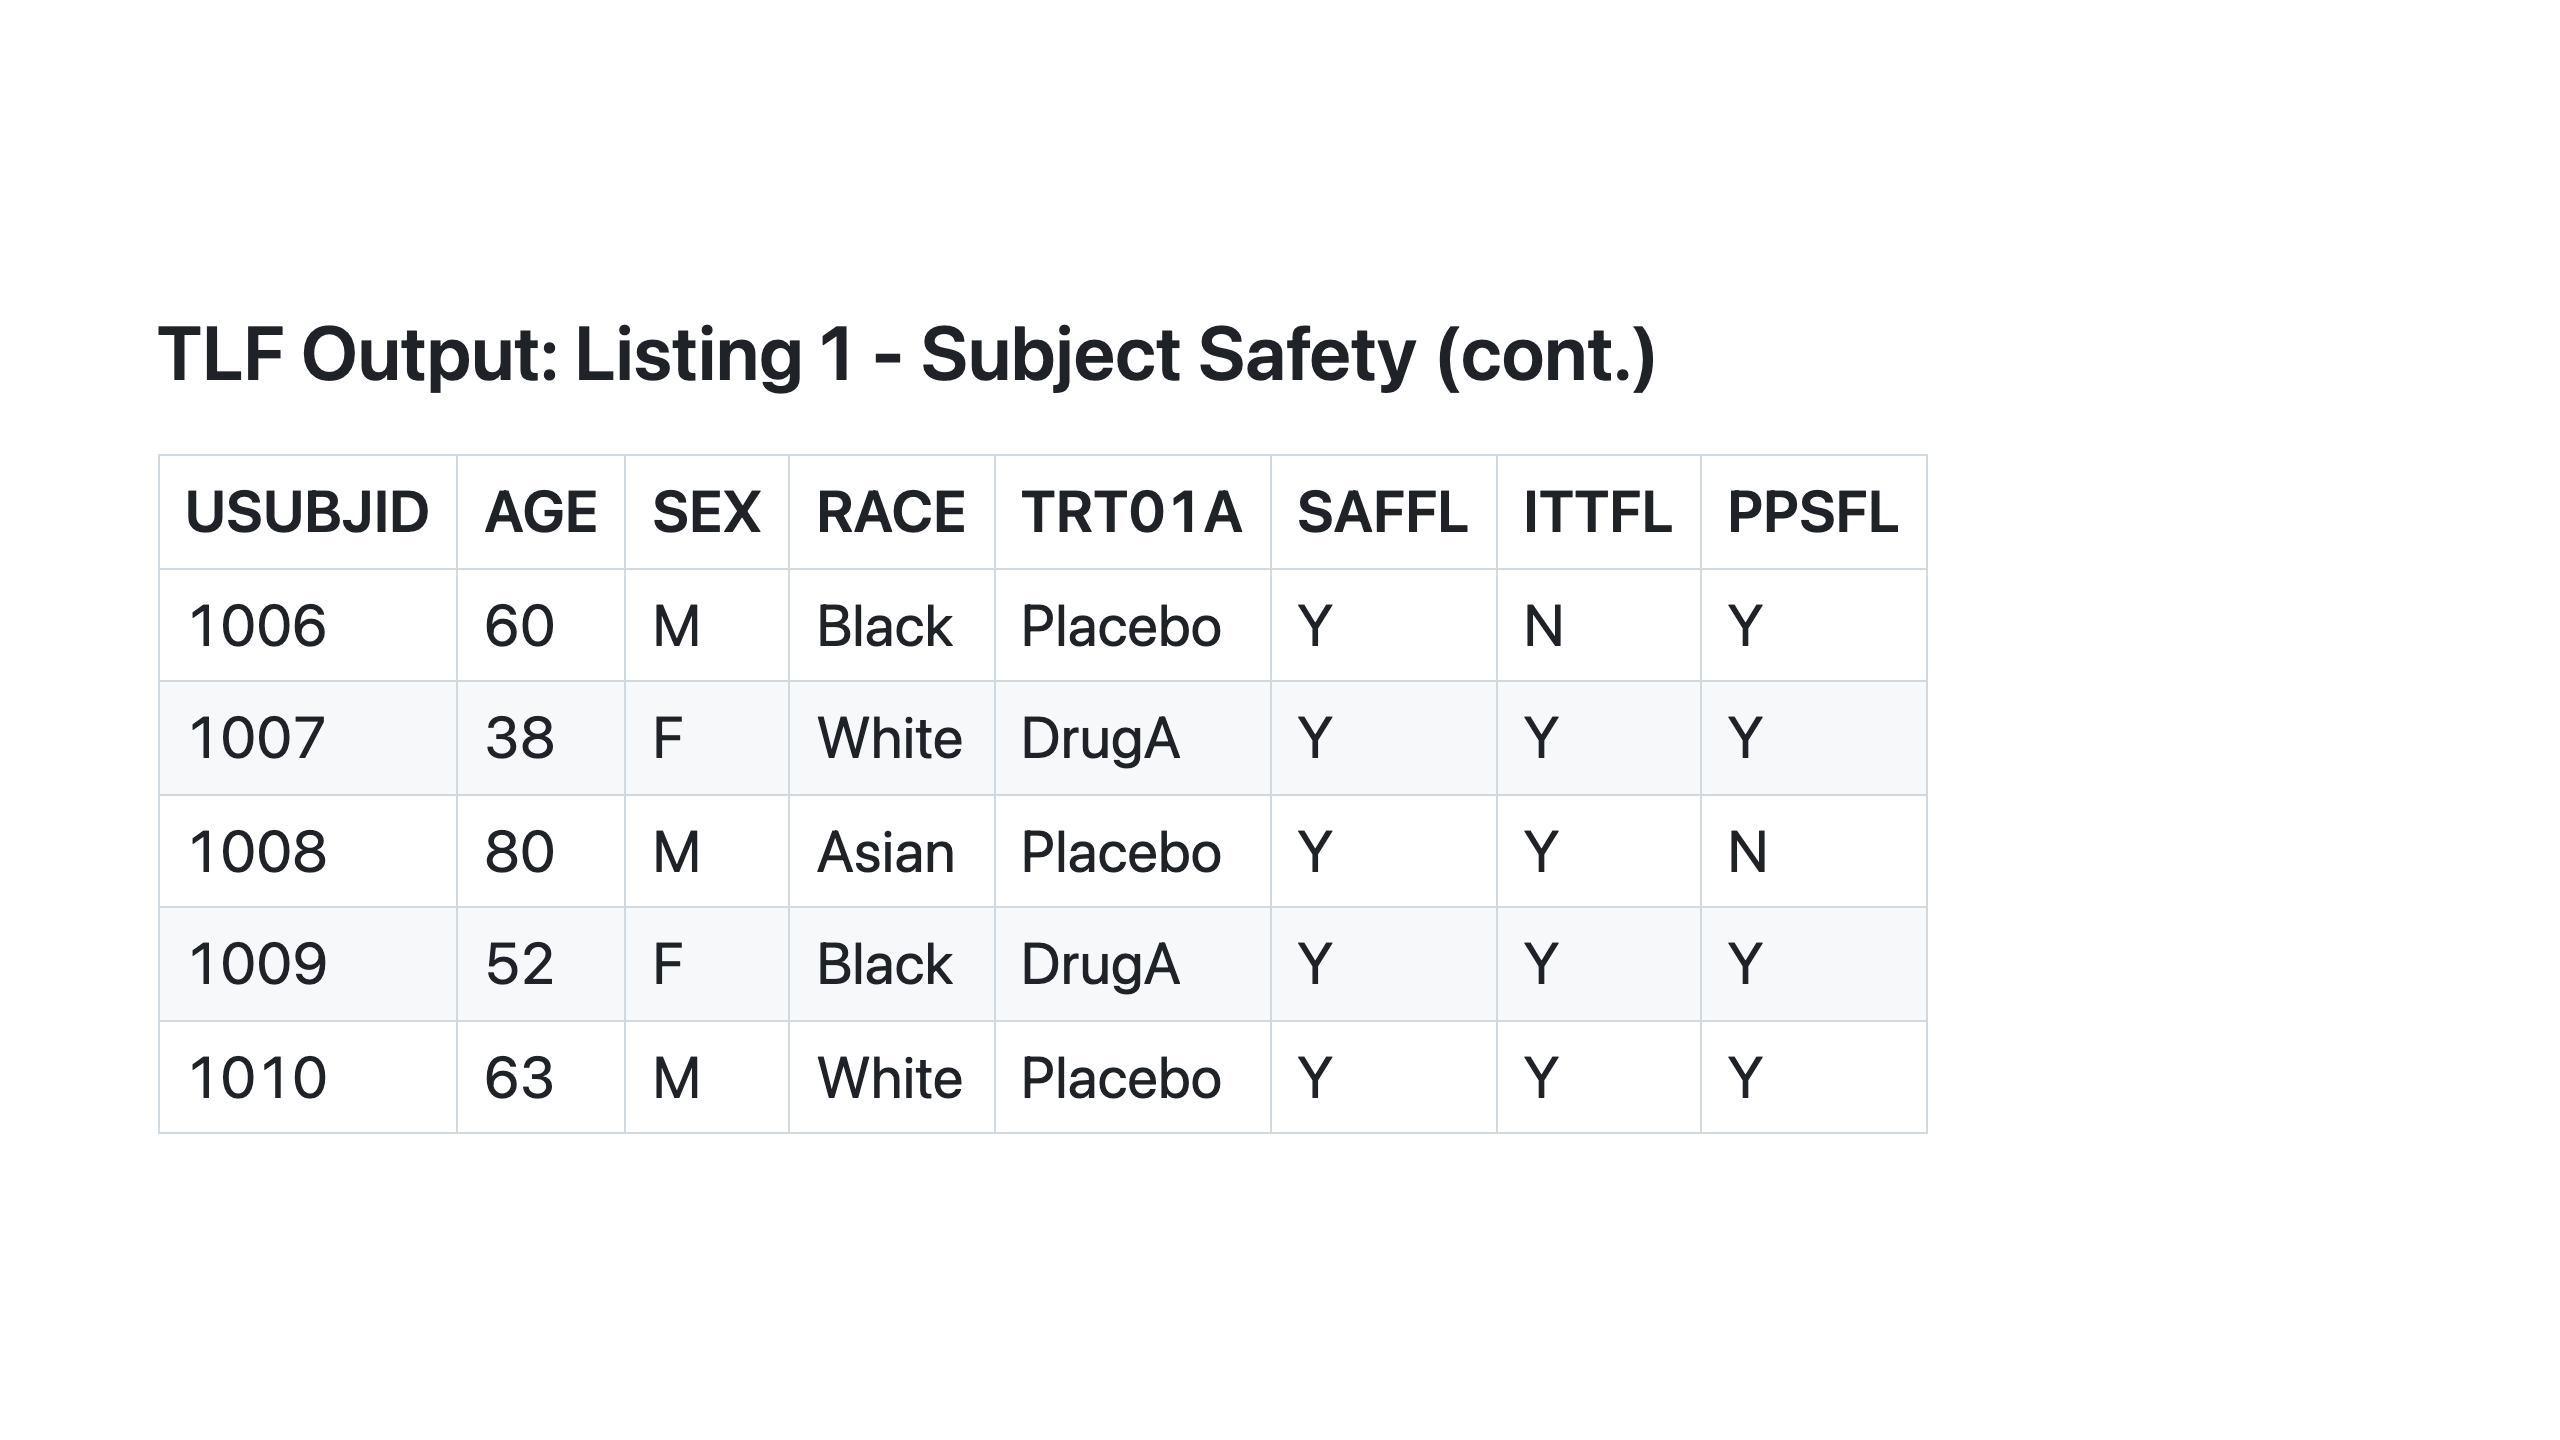 TLF Output: Listing 1 - Subject Safety (cont.)
USUBJID AGE SEX RACE TRT01A SAFFL ITTFL PPSFL
1006 60 M Black Placebo Y N Y
1007 38 F White DrugA Y Y Y
1008 80 M Asian Placebo Y Y N
1009 52 F Black DrugA Y Y Y
1010 63 M White Placebo Y Y Y